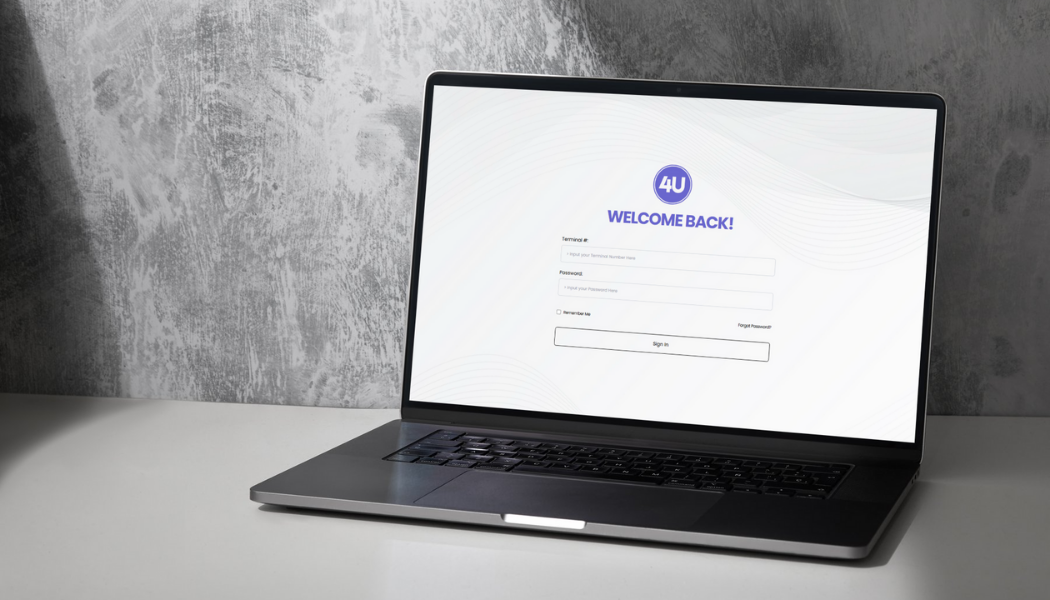 4U
WELCOME BACK!
Terminal #:
Input your Terminal Number here
Password:
Input your Password here
Remember Me
Forgot Password?
Sign In